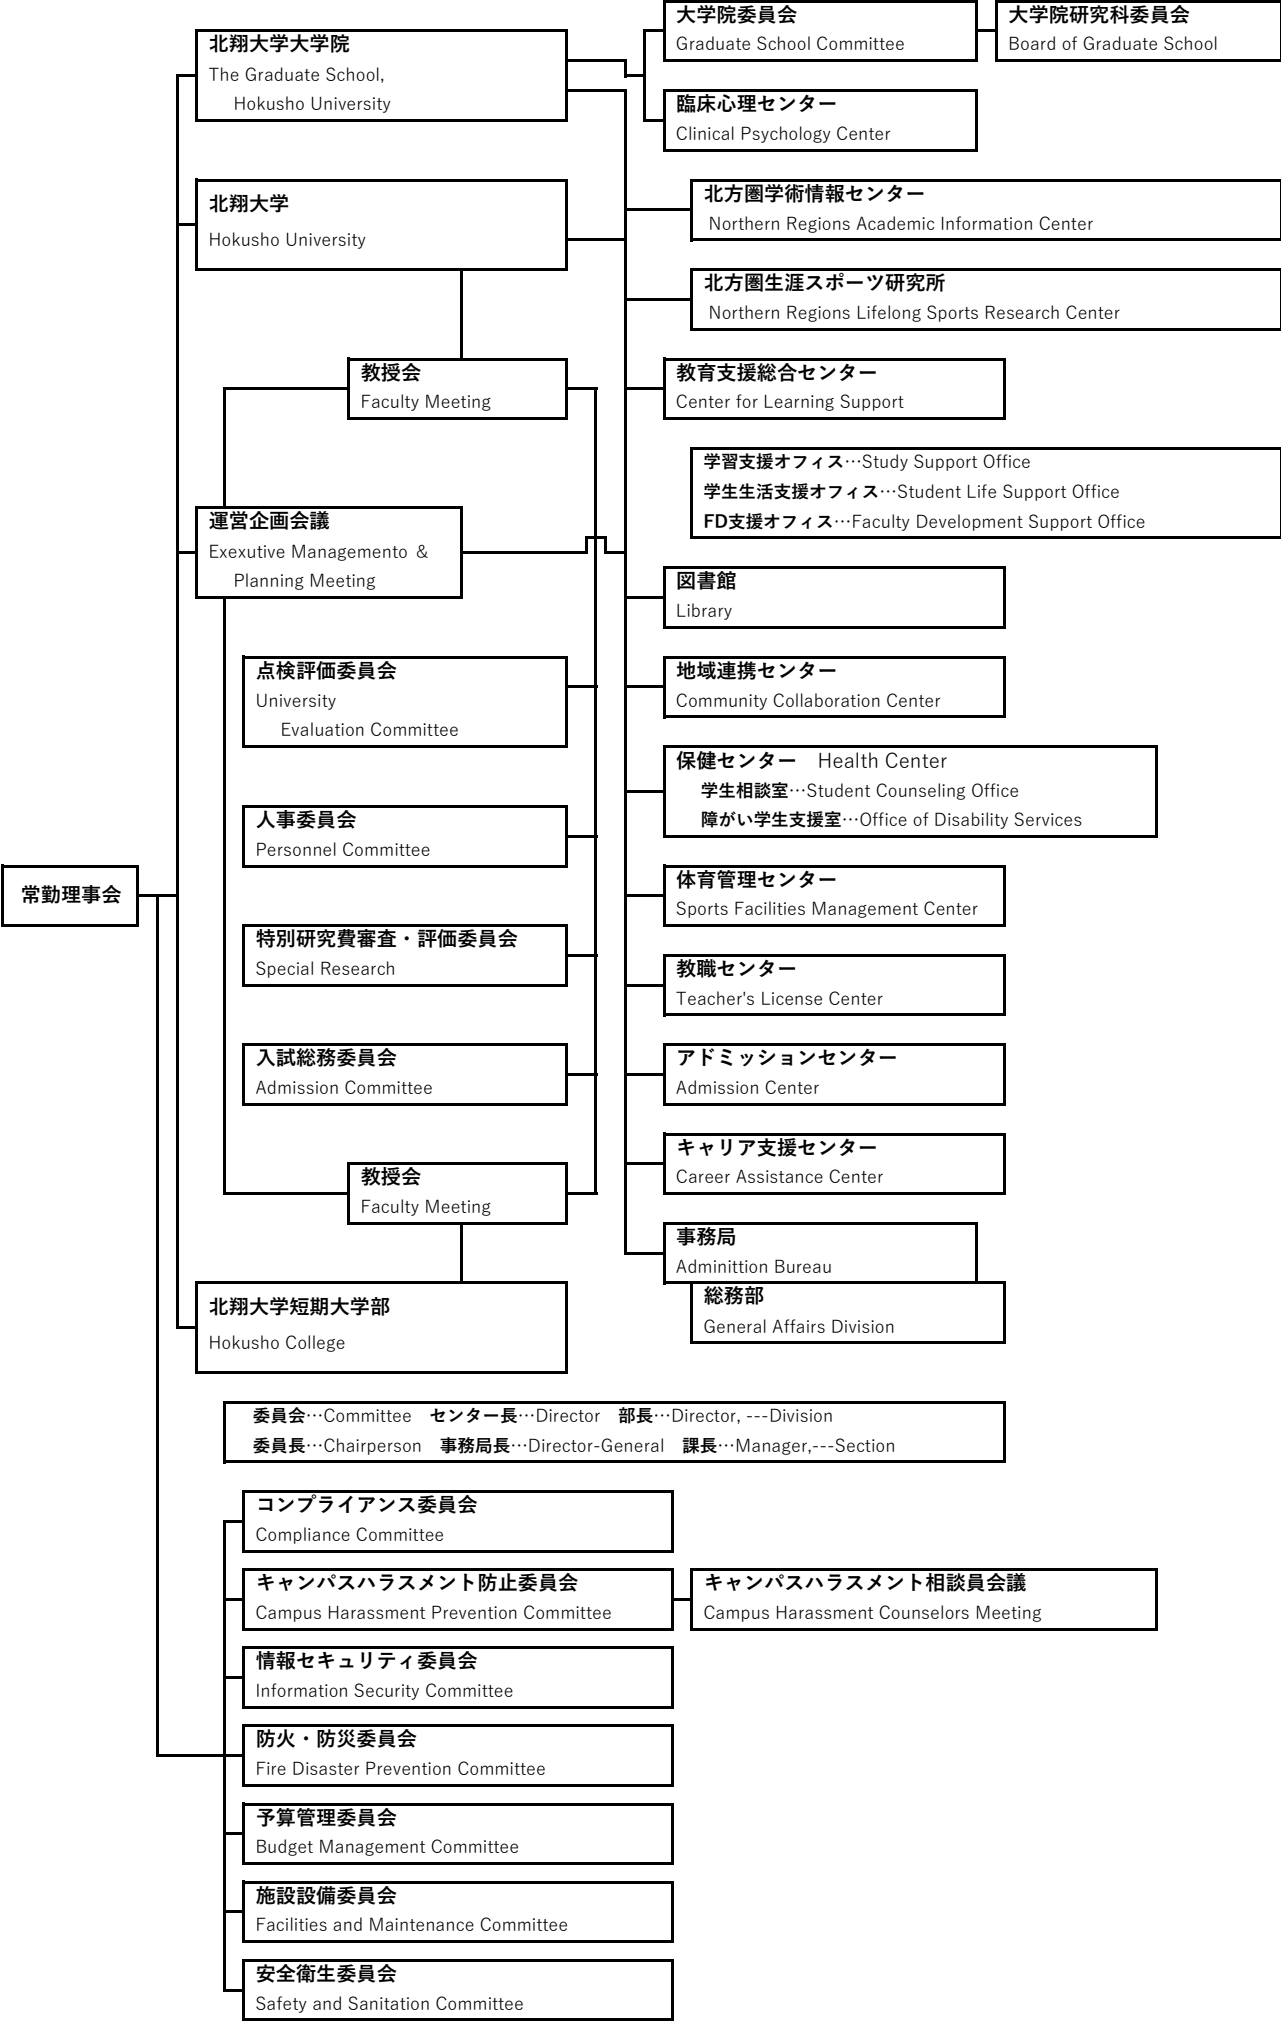 大学院委員会
Graduate School Committee
大学院研究科委員会
Board of Graduate School
北翔大学大学院
The Graduate School,
Hokusho University
臨床心理センター
Clinical Psychology Center
北翔大学
Hokusho University
北方圏学術情報センター
Northern Regions Academic Information Center
北方圏生涯スポーツ研究所
Northern Regions Lifelong Sports Research Center
教授会
Faculty Meeting
教育支援総合センター
Center for Learning Support
学習支援オフィス…Study Support Office
学生生活支援オフィス…Student Life Support Office
FD支援オフィス…Faculty Development Support Office
運営企画会議
Exexutive Managemento ＆
Planning Meeting
図書館
Library
点検評価委員会
University
Evaluation Committee
地域連携センター
Community Collaboration Center
保健センター　Health Center
学生相談室…Student Counseling Office
障がい学生支援室…Office of Disability Services
人事委員会
Personnel Committee
常勤理事会
体育管理センター
Sports Facilities Management Center
特別研究費審査・評価委員会
Special Research
教職センター
Teacher's License Center
入試総務委員会
Admission Committee
アドミッションセンター
Admission Center
教授会
Faculty Meeting
キャリア支援センター
Career Assistance Center
事務局
Adminittion Bureau
総務部
General Affairs Division
北翔大学短期大学部
Hokusho College
委員会…Committee　センター長…Director　部長…Director, ---Division
委員長…Chairperson　事務局長…Director-General　課長…Manager,---Section
コンプライアンス委員会
Compliance Committee
キャンパスハラスメント防止委員会
Campus Harassment Prevention Committee
キャンパスハラスメント相談員会議
Campus Harassment Counselors Meeting
情報セキュリティ委員会
Information Security Committee
防火・防災委員会
Fire Disaster Prevention Committee
予算管理委員会
Budget Management Committee
施設設備委員会
Facilities and Maintenance Committee
安全衛生委員会
Safety and Sanitation Committee